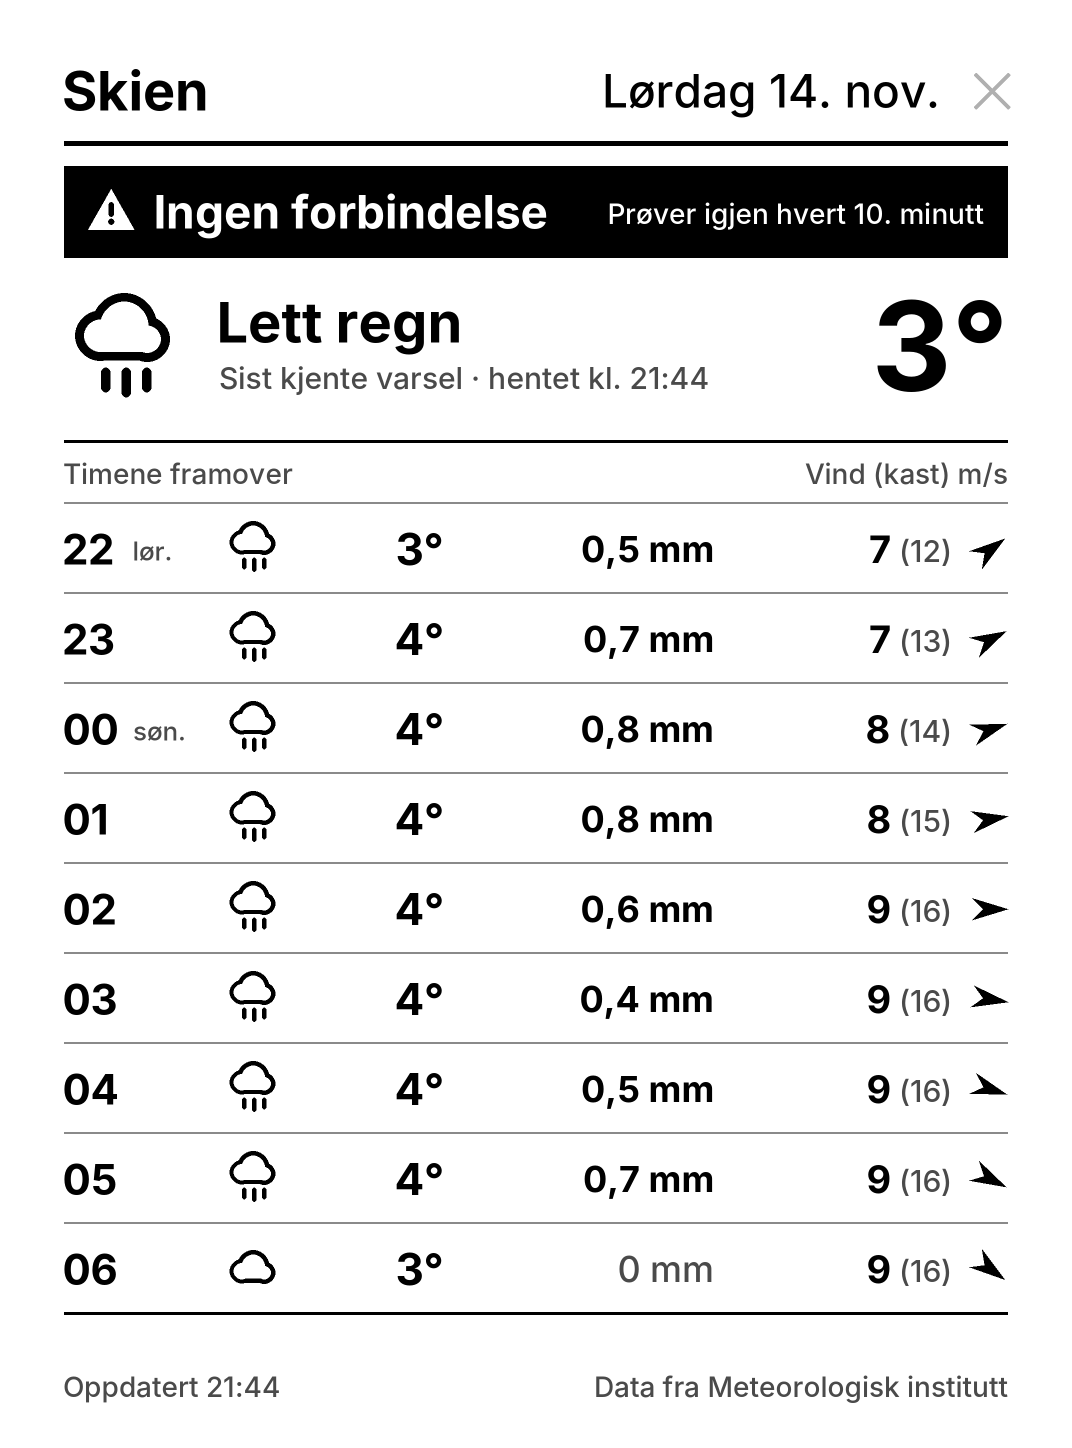 Skien Lørdag 14. nov.
Ingen forbindelse Prøver igjen hvert 10. minutt
Lett regn 3°
Sist kjente varsel · hentet kl. 21:44
Timene framover Vind (kast) m/s
22 lør. 3° 0,5 mm 7 (12)
23 4° 0,7 mm 7 (13)
00 søn. 4° 0,8 mm 8 (14)
01 4° 0,8 mm 8 (15)
02 4° 0,6 mm 9 (16)
03 4° 0,4 mm 9 (16)
04 4° 0,5 mm 9 (16)
05 4° 0,7 mm 9 (16)
06 3° 0 mm 9 (16)
Oppdatert 21:44 Data fra Meteorologisk institutt